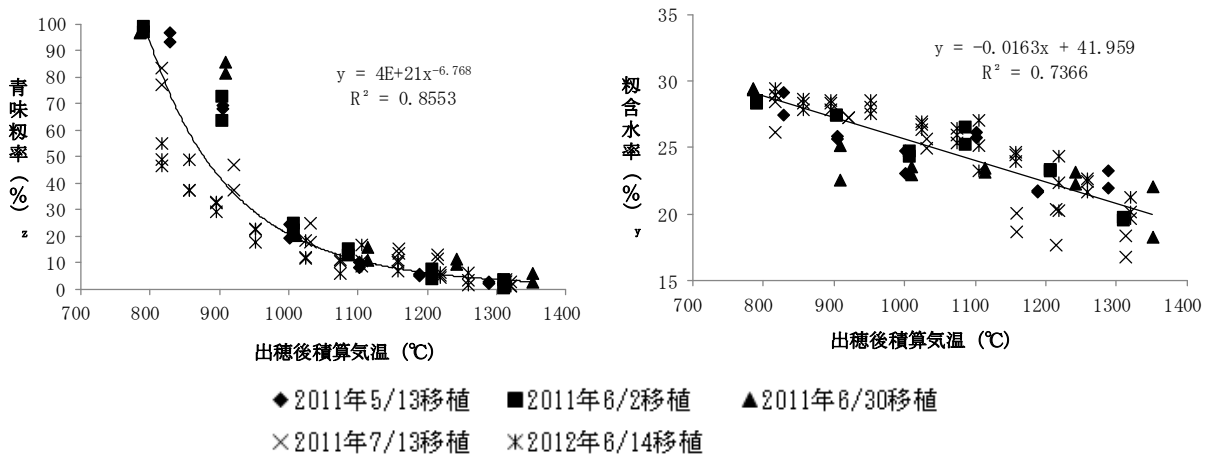 青味籾率（%）z
100
90
80
70
60
50
40
30
20
10
0
700 800 900 1000 1100 1200 1300 1400
出穂後積算気温（℃）
y = 4E+21x^-6.768
R² = 0.8553
籾含水率（%）y
35
30
25
20
15
700 800 900 1000 1100 1200 1300 1400
出穂後積算気温（℃）
y = -0.0163x + 41.959
R² = 0.7366
◆2011年5/13移植 ■2011年6/2移植 ▲2011年6/30移植
×2011年7/13移植 2012年6/14移植